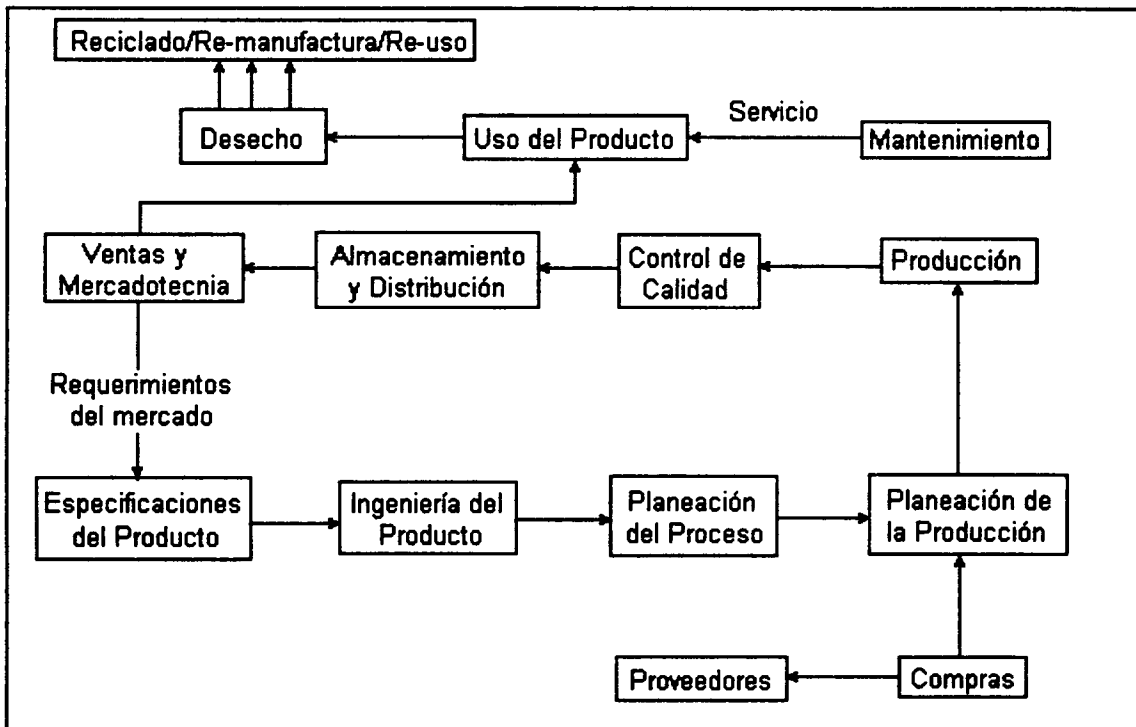 Reciclado/Re-manufactura/Re-uso
Desecho
Uso del Producto
Servicio
Mantenimiento
Ventas y
Mercadotecnia
Almacenamiento
y Distribución
Control de
Calidad
Producción
Requerimientos
del mercado
Especificaciones
del Producto
Ingeniería del
Producto
Planeación
del Proceso
Planeación de
la Producción
Proveedores
Compras